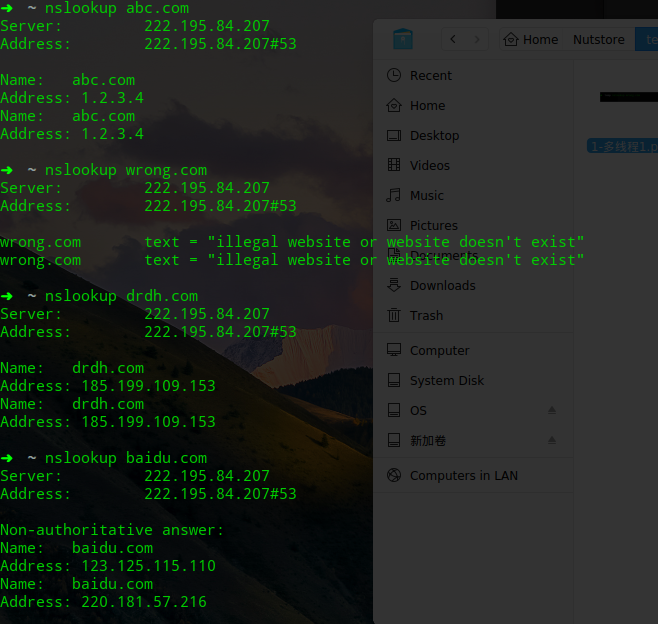 ➜  ~ nslookup abc.com
Server:         222.195.84.207
Address:        222.195.84.207#53

Name:   abc.com
Address: 1.2.3.4
Name:   abc.com
Address: 1.2.3.4

➜  ~ nslookup wrong.com
Server:         222.195.84.207
Address:        222.195.84.207#53

wrong.com       text = "illegal website or website doesn't exist"
wrong.com       text = "illegal website or website doesn't exist"

➜  ~ nslookup drdh.com
Server:         222.195.84.207
Address:        222.195.84.207#53

Name:   drdh.com
Address: 185.199.109.153
Name:   drdh.com
Address: 185.199.109.153

➜  ~ nslookup baidu.com
Server:         222.195.84.207
Address:        222.195.84.207#53

Non-authoritative answer:
Name:   baidu.com
Address: 123.125.115.110
Name:   baidu.com
Address: 220.181.57.216

Home  Nutstore  te
Recent
Home
Desktop
Videos
Music
Pictures
Documents
Downloads
Trash
Computer
System Disk
OS
新加卷
Computers in LAN
1-多线程1.p